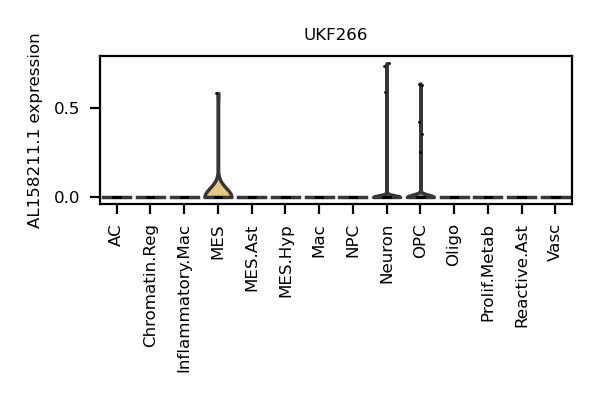 UKF266
AL158211.1 expression
0.5
0.0
AC
Chromatin.Reg
Inflammatory.Mac
MES
MES.Ast
MES.Hyp
Mac
NPC
Neuron
OPC
Oligo
Prolif.Metab
Reactive.Ast
Vasc